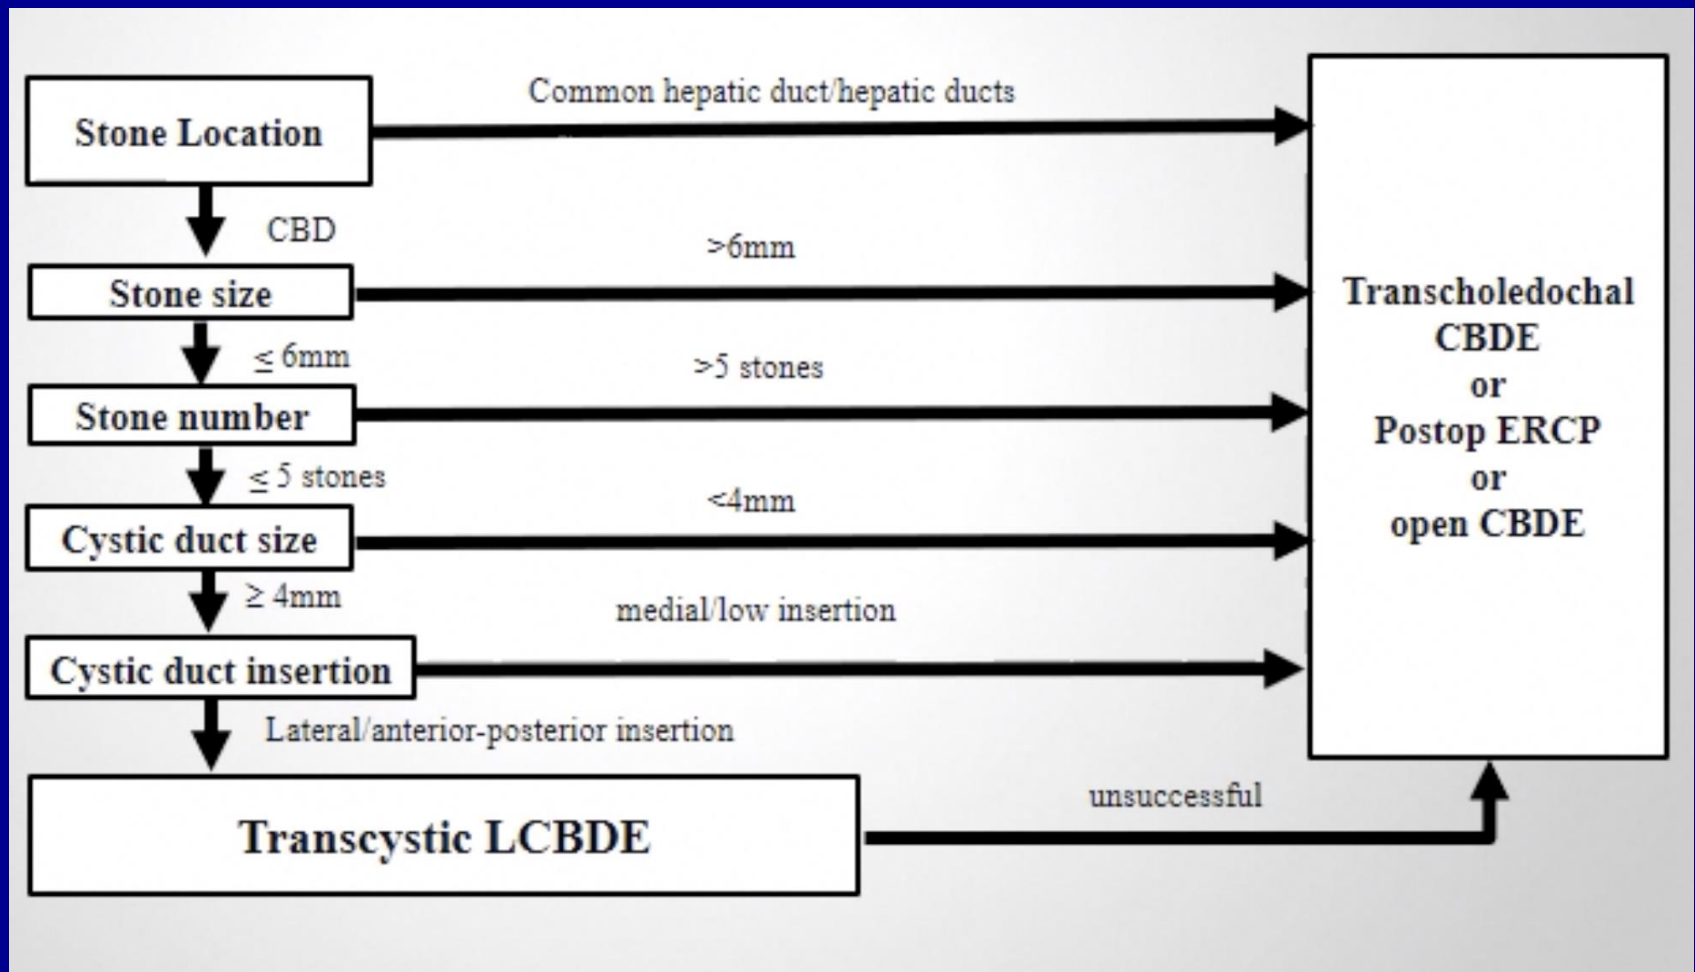 Stone Location
Common hepatic duct/hepatic ducts
CBD
Stone size
>6mm
≤ 6mm
Stone number
>5 stones
≤ 5 stones
Cystic duct size
<4mm
≥ 4mm
Cystic duct insertion
medial/low insertion
Lateral/anterior-posterior insertion
Transcystic LCBDE
unsuccessful
Transcholedochal
CBDE
or
Postop ERCP
or
open CBDE